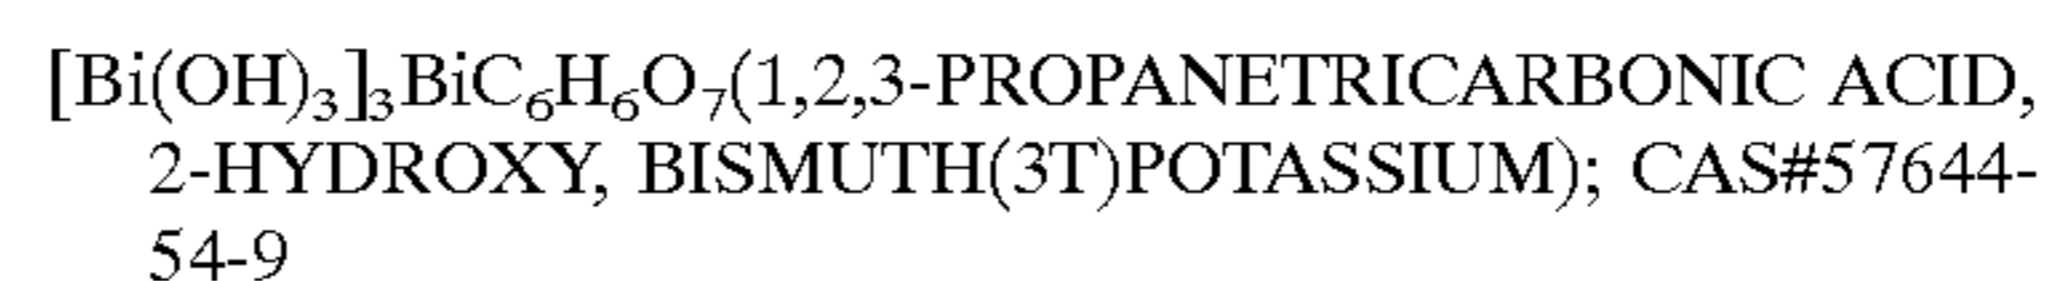 [Bi(OH)₃]₃BiC₆H₆O₇(1,2,3-PROPANETRICARBONIC ACID,
2-HYDROXY, BISMUTH(3T)POTASSIUM); CAS#57644-
54-9